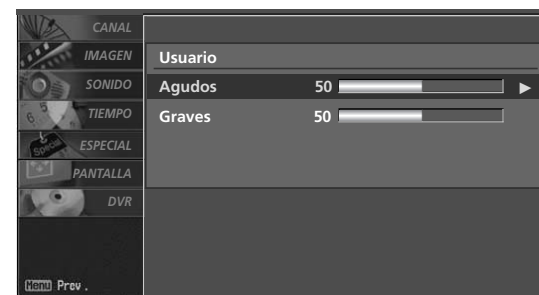 CANAL
IMAGEN
SONIDO
TIEMPO
ESPECIAL
PANTALLA
DVR
Menu Prev .
Usuario
Agudos 50 ▶
Graves 50